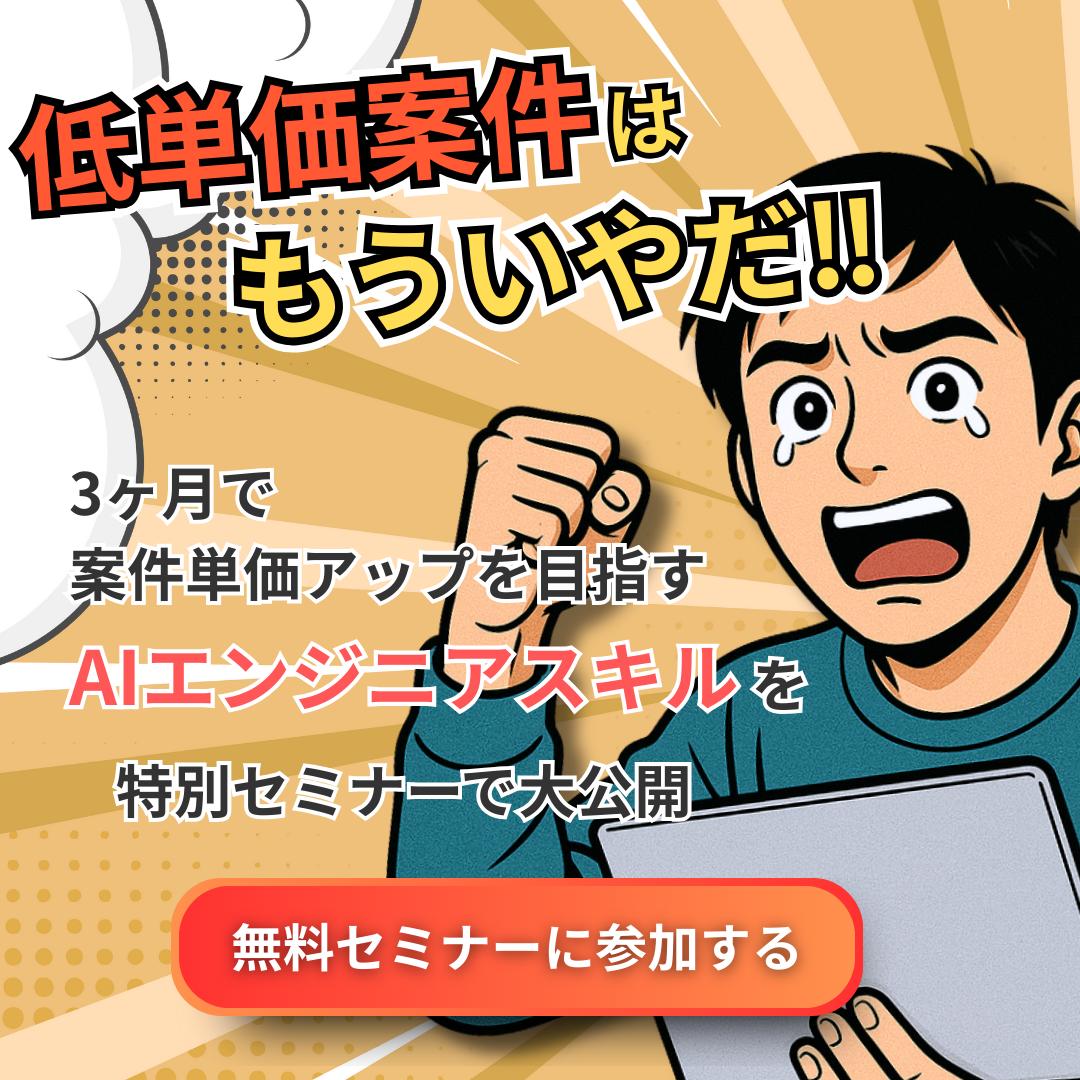 低単価案件は
もういやだ!!
3ヶ月で
案件単価アップを目指す
AIエンジニアスキルを
特別セミナーで大公開
無料セミナーに参加する